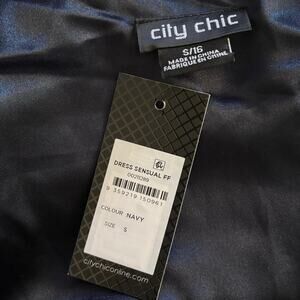 city chic
S/16
MADE IN CHINA
FABRIQUE EN CHINE
DRESS SENSUAL FF
9 359219 150961
COLOUR NAVY
SIZE S
citychiconline.com